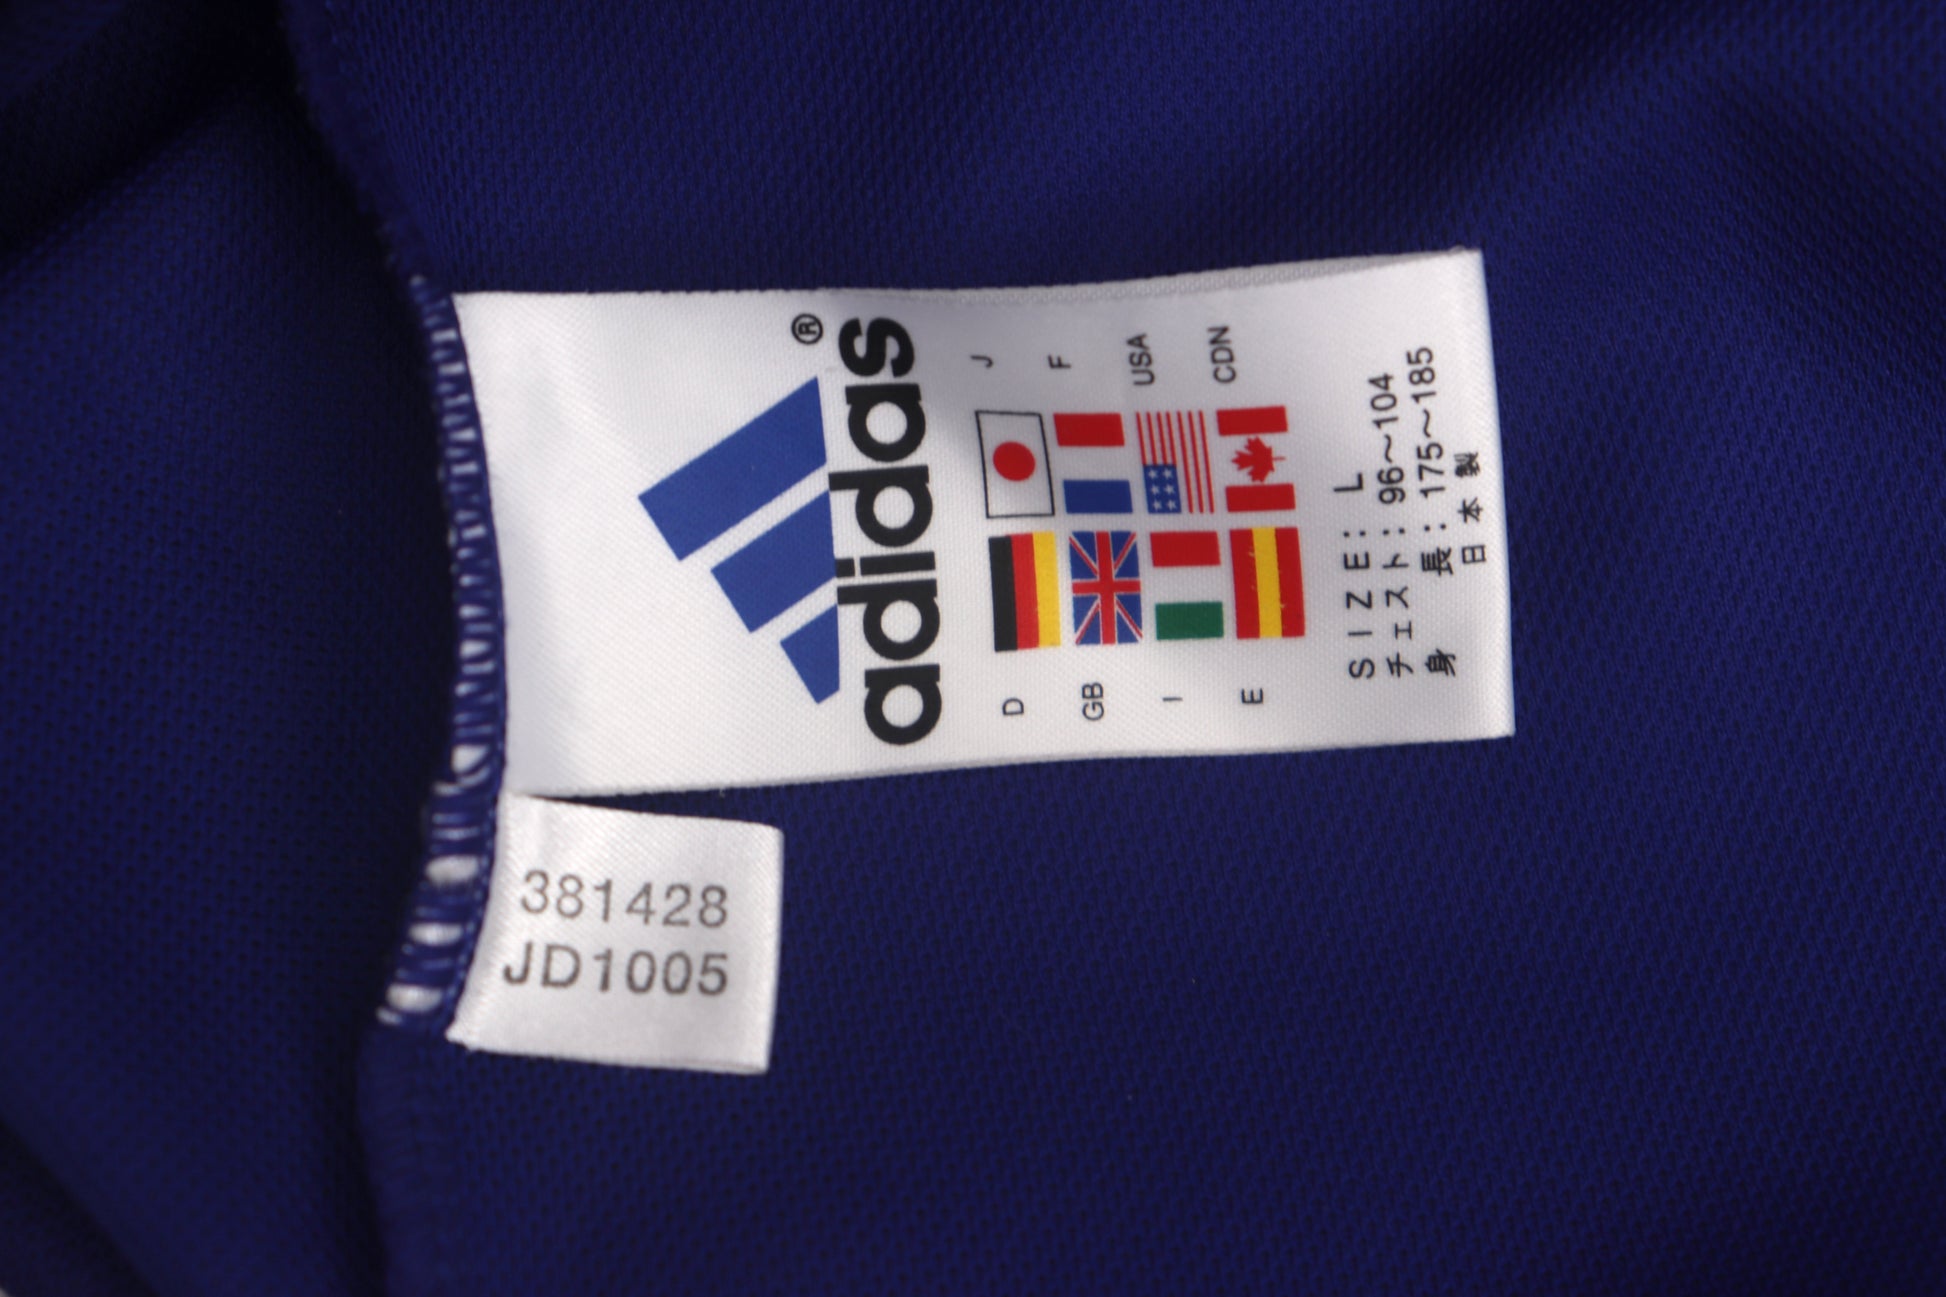 adidas®
D J
GB F
I USA
E CDN
SIZE: L
チェスト: 96〜104
身 長: 175〜185
日本製
381428
JD1005